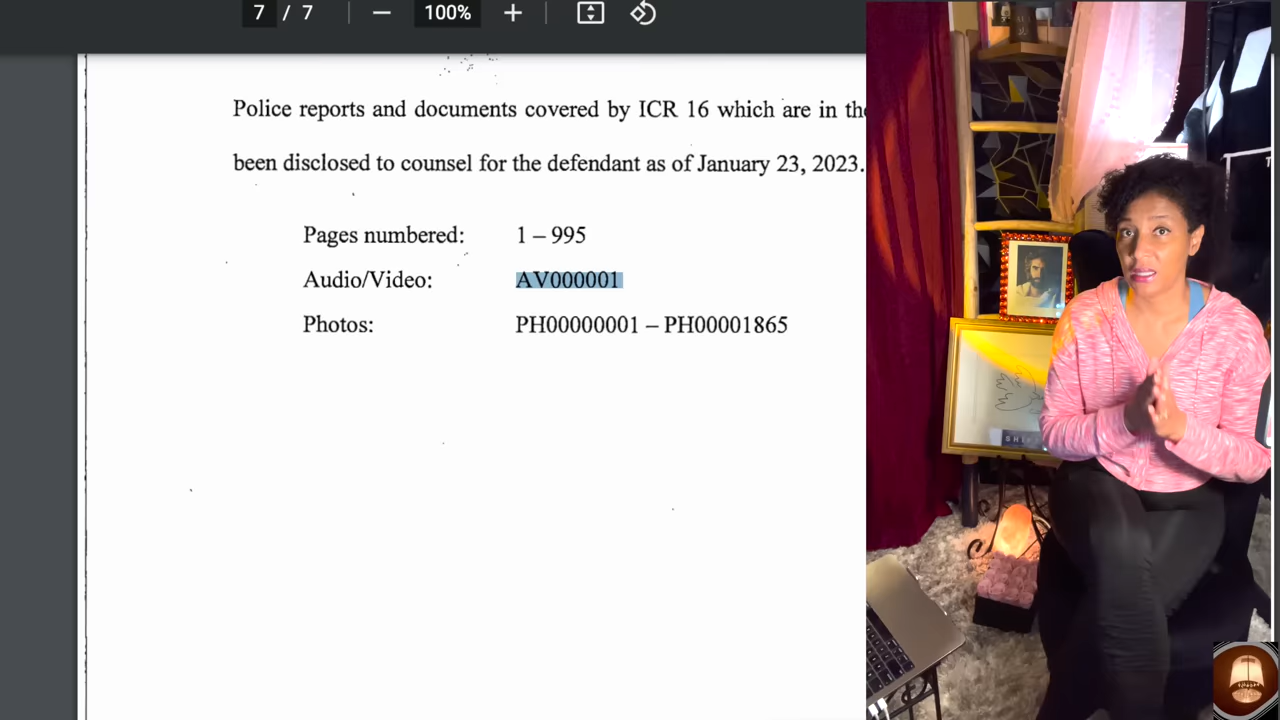 7 / 7
100%
Police reports and documents covered by ICR 16 which are in the
been disclosed to counsel for the defendant as of January 23, 2023.
Pages numbered: 1 – 995
Audio/Video: AV000001
Photos: PH00000001 – PH00001865